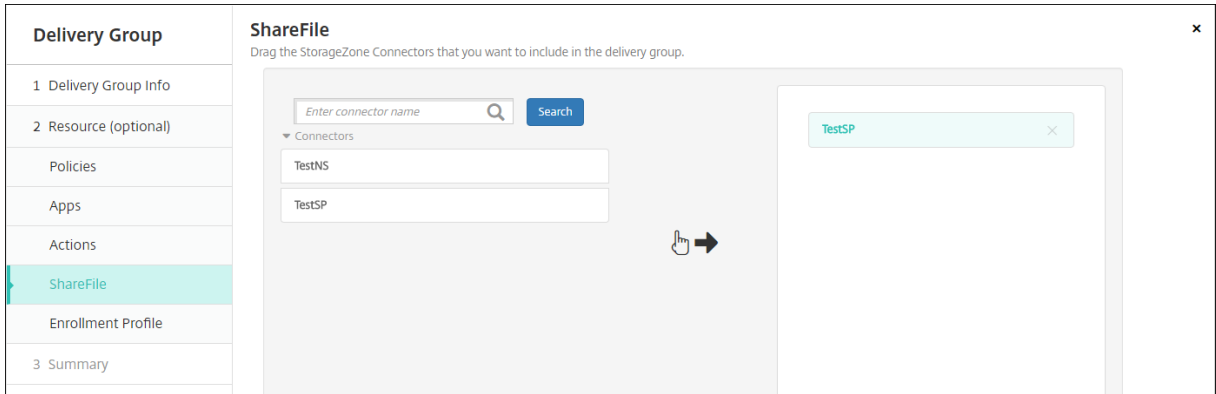 Delivery Group
1 Delivery Group Info
2 Resource (optional)
Policies
Apps
Actions
ShareFile
Enrollment Profile
3 Summary
ShareFile
Drag the StorageZone Connectors that you want to include in the delivery group.
Enter connector name
Search
Connectors
TestNS
TestSP
TestSP